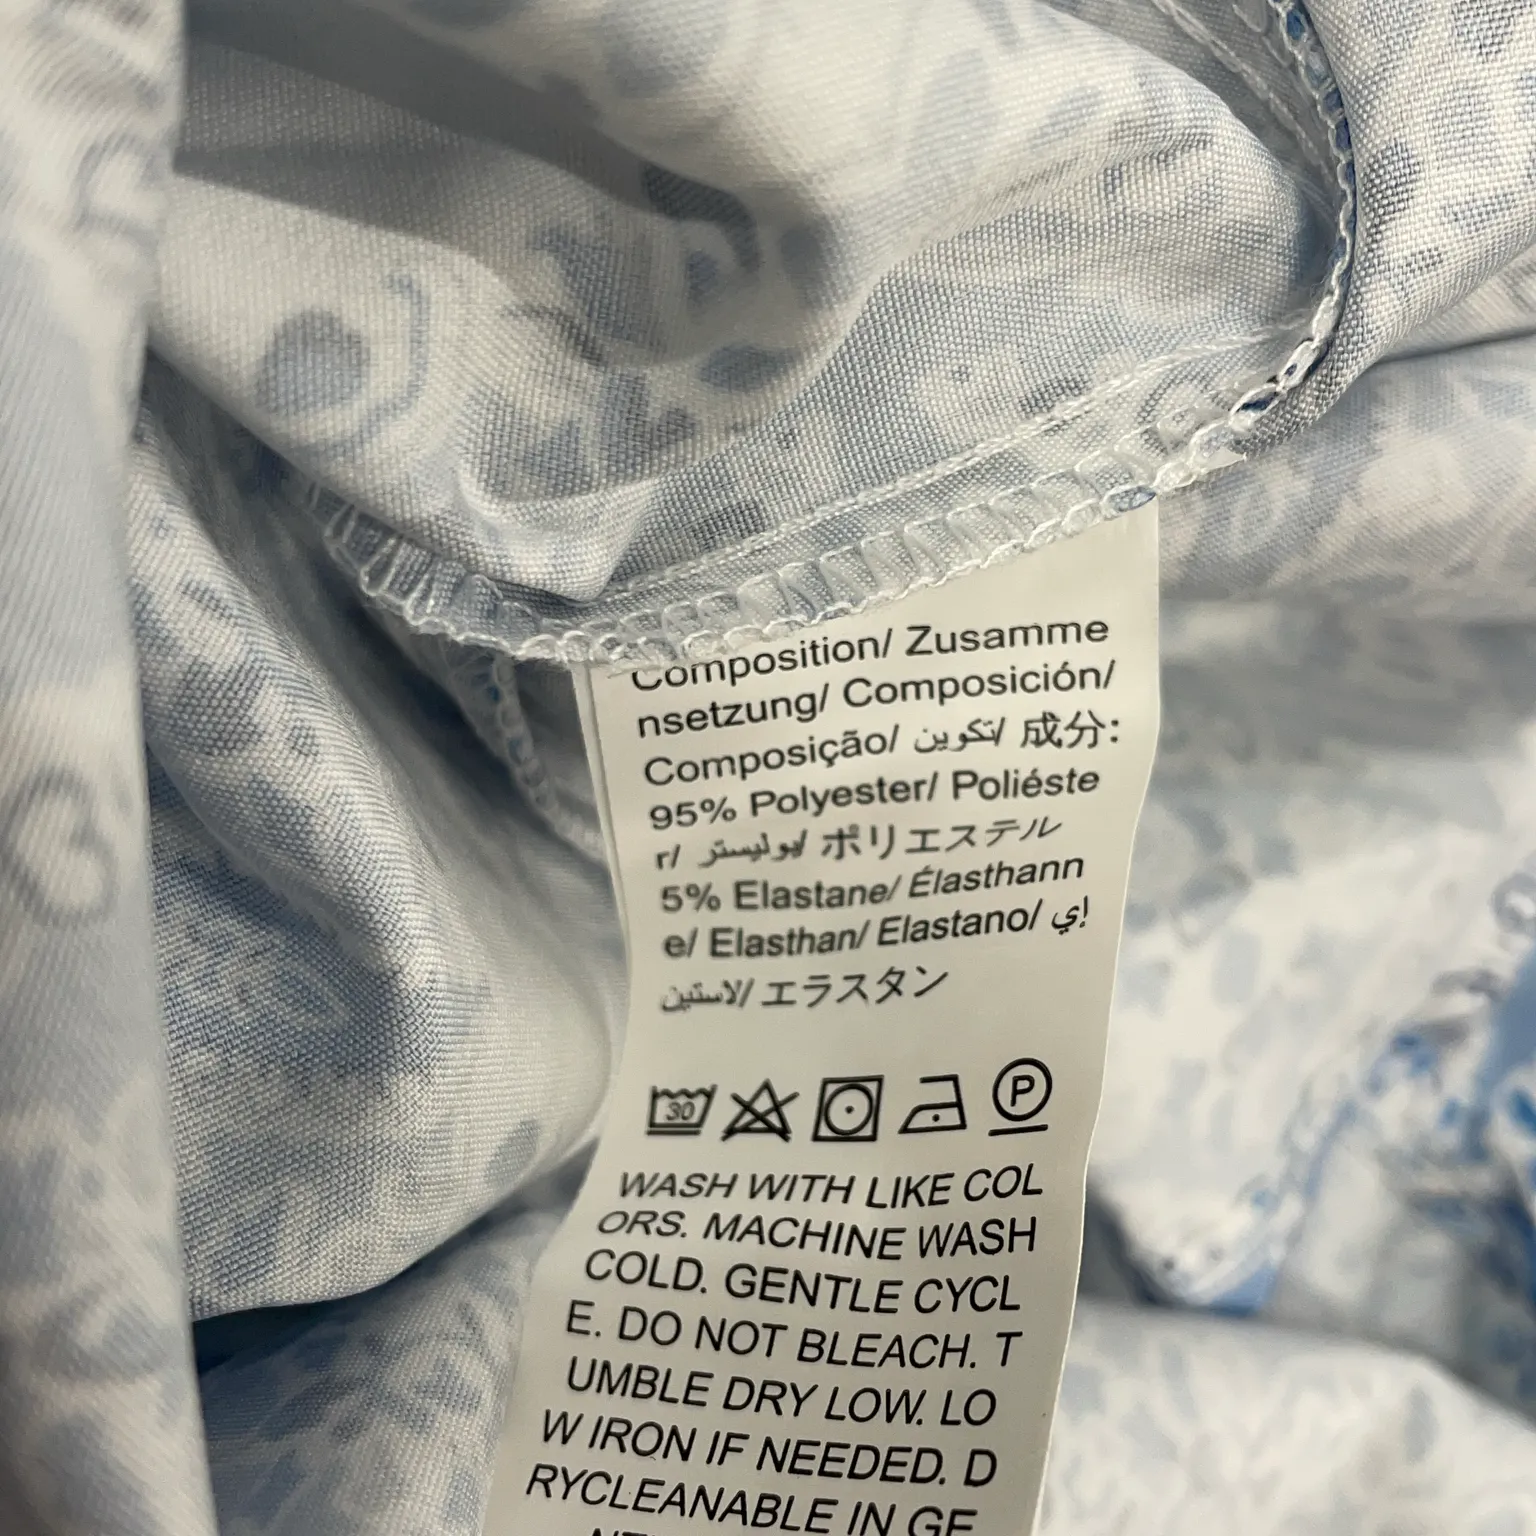 Composition/ Zusamme
nsetzung/ Composición/
Composição/ تكوين/ 成分:
95% Polyester/ Poliéste
r/ بوليستر/ ポリエステル
5% Elastane/ Élasthann
e/ Elasthan/ Elastano/ إي
لاستين/ エラスタン
30 P
WASH WITH LIKE COL
ORS. MACHINE WASH
COLD. GENTLE CYCL
E. DO NOT BLEACH. T
UMBLE DRY LOW. LO
W IRON IF NEEDED. D
RYCLEANABLE IN GE